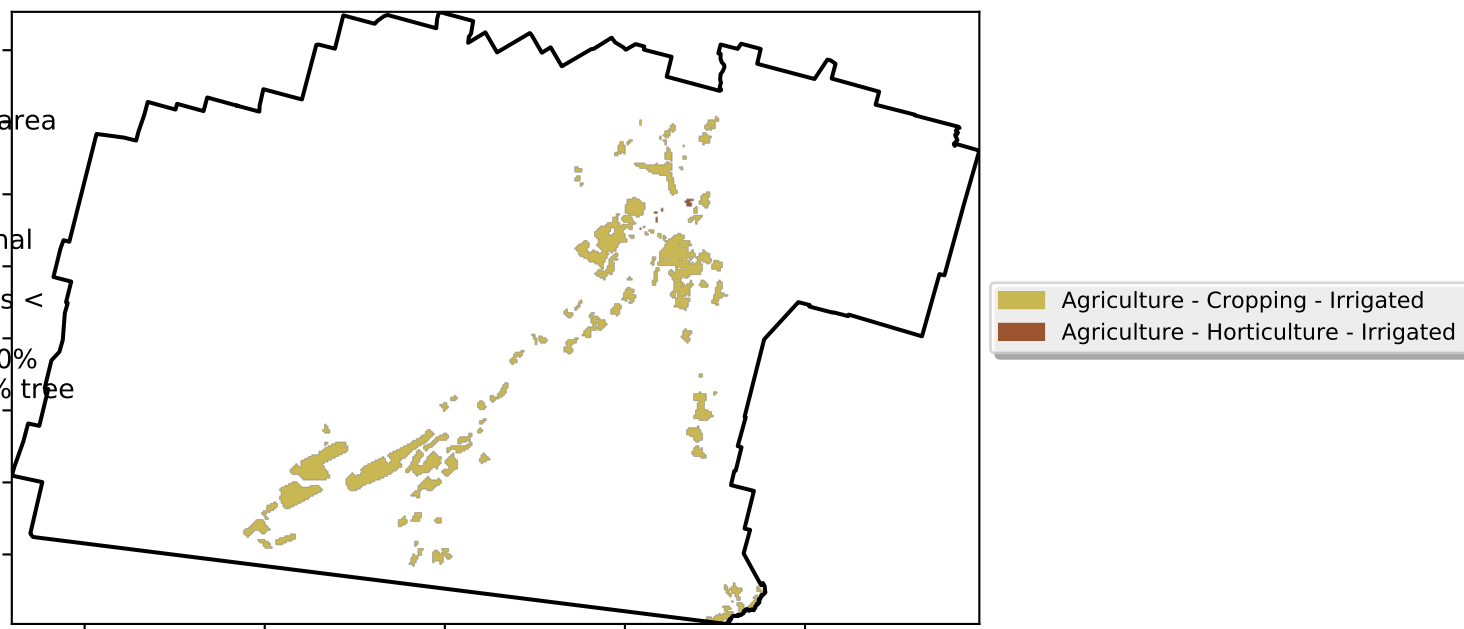 area
nal
s <
0%
% tree
Agriculture - Cropping - Irrigated
Agriculture - Horticulture - Irrigated